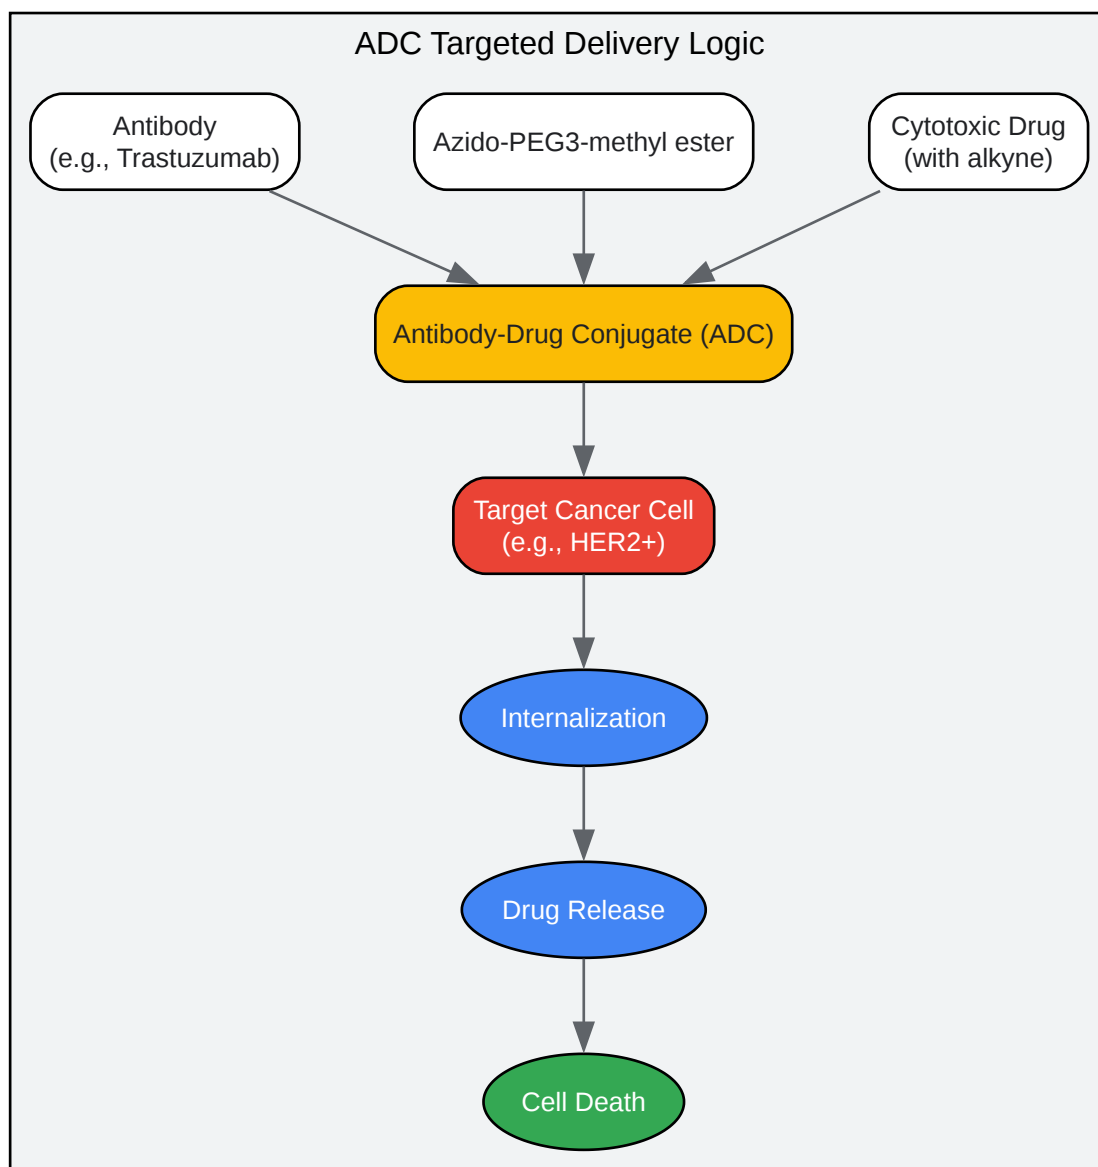 ADC Targeted Delivery Logic
Antibody
(e.g., Trastuzumab)
Azido-PEG3-methyl ester
Cytotoxic Drug
(with alkyne)
Antibody-Drug Conjugate (ADC)
Target Cancer Cell
(e.g., HER2+)
Internalization
Drug Release
Cell Death